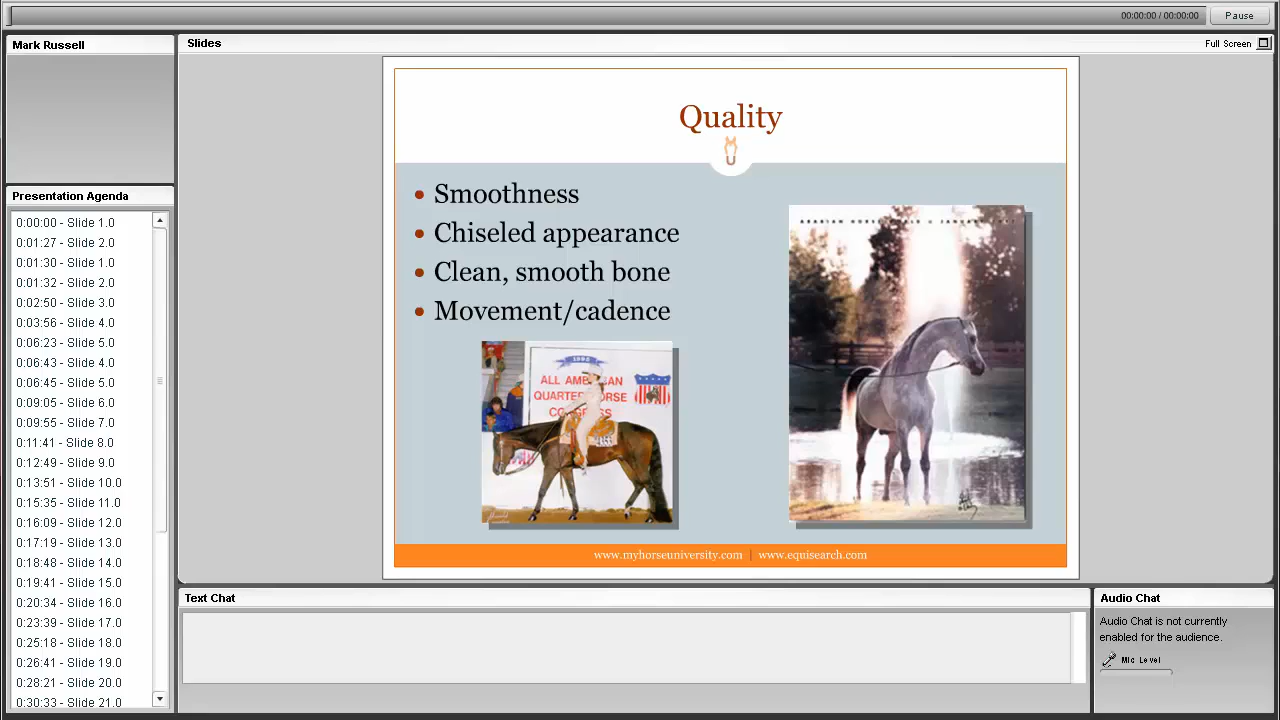 00:00:00 / 00:00:00
Pause
Mark Russell
Slides
Full Screen
Quality
• Smoothness
• Chiseled appearance
• Clean, smooth bone
• Movement/cadence
1995
ALL AMERICAN
QUARTER HORSE
CONGRESS
www.myhorseuniversity.com | www.equisearch.com
Presentation Agenda
0:00:00 - Slide 1.0
0:01:27 - Slide 2.0
0:01:30 - Slide 1.0
0:01:32 - Slide 2.0
0:02:50 - Slide 3.0
0:03:56 - Slide 4.0
0:06:23 - Slide 5.0
0:06:43 - Slide 4.0
0:06:45 - Slide 5.0
0:09:05 - Slide 6.0
0:09:55 - Slide 7.0
0:11:41 - Slide 8.0
0:12:49 - Slide 9.0
0:13:51 - Slide 10.0
0:15:35 - Slide 11.0
0:16:09 - Slide 12.0
0:17:19 - Slide 13.0
0:18:48 - Slide 14.0
0:19:41 - Slide 15.0
0:20:34 - Slide 16.0
0:23:39 - Slide 17.0
0:25:18 - Slide 18.0
0:26:41 - Slide 19.0
0:28:21 - Slide 20.0
0:30:33 - Slide 21.0
Text Chat
Audio Chat
Audio Chat is not currently
enabled for the audience.
Mic Level